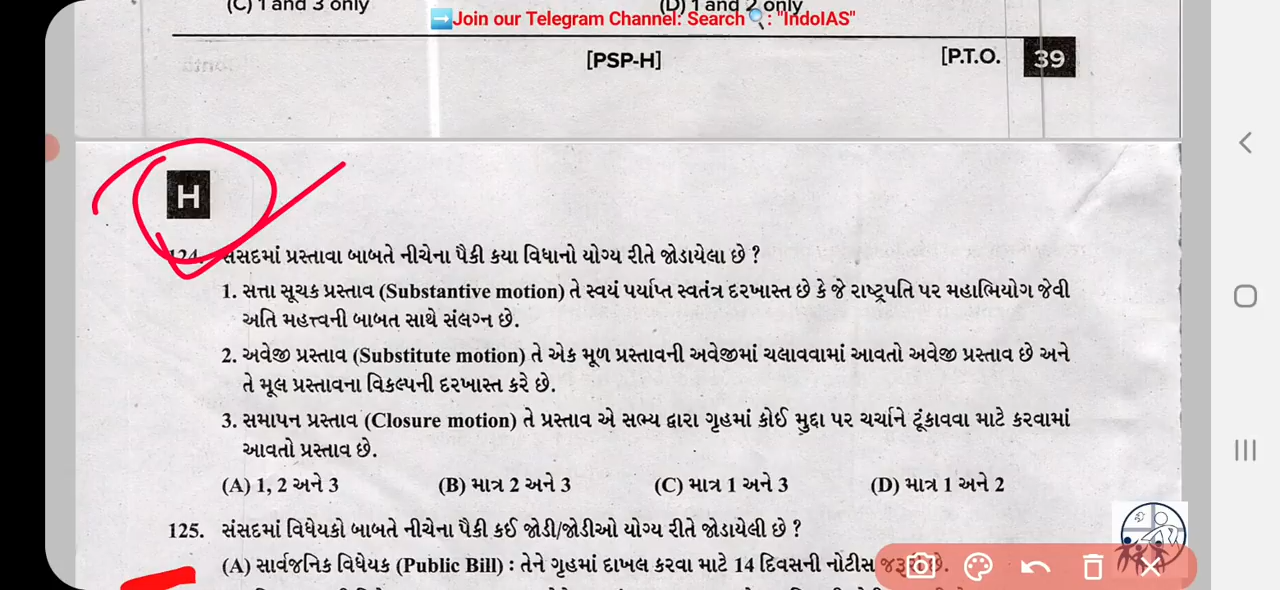 (C) 1 and 3 only (D) 1 and 2 only
Join our Telegram Channel: Search : "IndoIAS"
[PSP-H] [P.T.O. 39
H
124. સંસદમાં પ્રસ્તાવા બાબતે નીચેના પૈકી કયા વિધાનો યોગ્ય રીતે જોડાયેલા છે ?
1. સત્તા સૂચક પ્રસ્તાવ (Substantive motion) તે સ્વયં પર્યાપ્ત સ્વતંત્ર દરખાસ્ત છે કે જે રાષ્ટ્રપતિ પર મહાભિયોગ જેવી
અતિ મહત્ત્વની બાબત સાથે સંલગ્ન છે.
2. અવેજી પ્રસ્તાવ (Substitute motion) તે એક મૂળ પ્રસ્તાવની અવેજીમાં ચલાવવામાં આવતો અવેજી પ્રસ્તાવ છે અને
તે મૂલ પ્રસ્તાવના વિકલ્પની દરખાસ્ત કરે છે.
3. સમાપન પ્રસ્તાવ (Closure motion) તે પ્રસ્તાવ એ સભ્ય દ્વારા ગૃહમાં કોઈ મુદ્દા પર ચર્ચાને ટૂંકાવવા માટે કરવામાં
આવતો પ્રસ્તાવ છે.
(A) 1, 2 અને 3 (B) માત્ર 2 અને 3 (C) માત્ર 1 અને 3 (D) માત્ર 1 અને 2
125. સંસદમાં વિધેયકો બાબતે નીચેના પૈકી કઈ જોડી/જોડીઓ યોગ્ય રીતે જોડાયેલી છે ?
(A) સાર્વજનિક વિધેયક (Public Bill) : તેને ગૃહમાં દાખલ કરવા માટે 14 દિવસની નોટીસ જરૂરી છે.